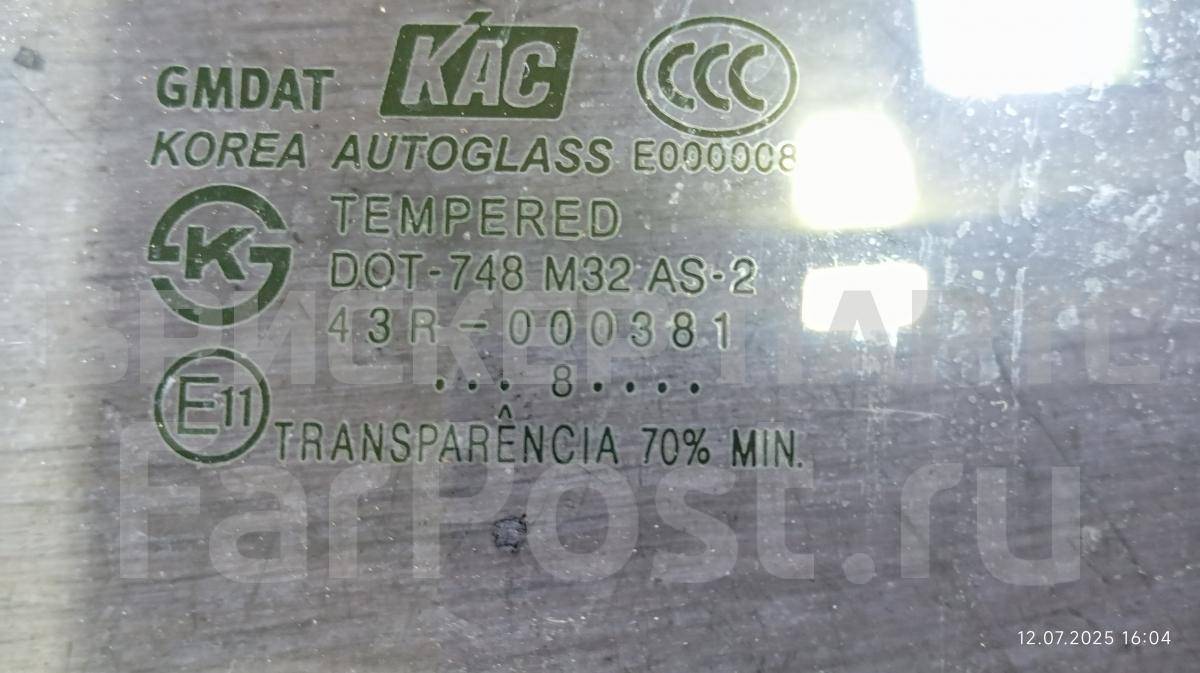 GMDAT KÁC CCC
KOREA AUTOGLASS E000008
TEMPERED
DOT-748 M32 AS-2
43R-000381
... 8 ....
E11
TRANSPARÊNCIA 70% MIN.
FarPost.ru
12.07.2025 16:04